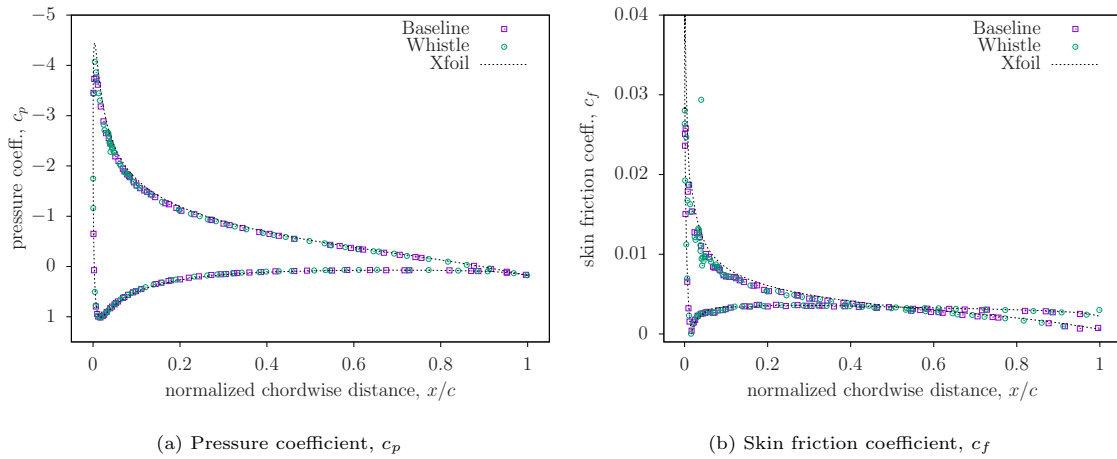 −5
−4
−3
−2
−1
0
1
0
0.2
0.4
0.6
0.8
1
pressure coeff., c_p
normalized chordwise distance, x/c
Baseline
Whistle
Xfoil
(a) Pressure coefficient, c_p
0.04
0.03
0.02
0.01
0
0
0.2
0.4
0.6
0.8
1
skin friction coeff., c_f
normalized chordwise distance, x/c
Baseline
Whistle
Xfoil
(b) Skin friction coefficient, c_f